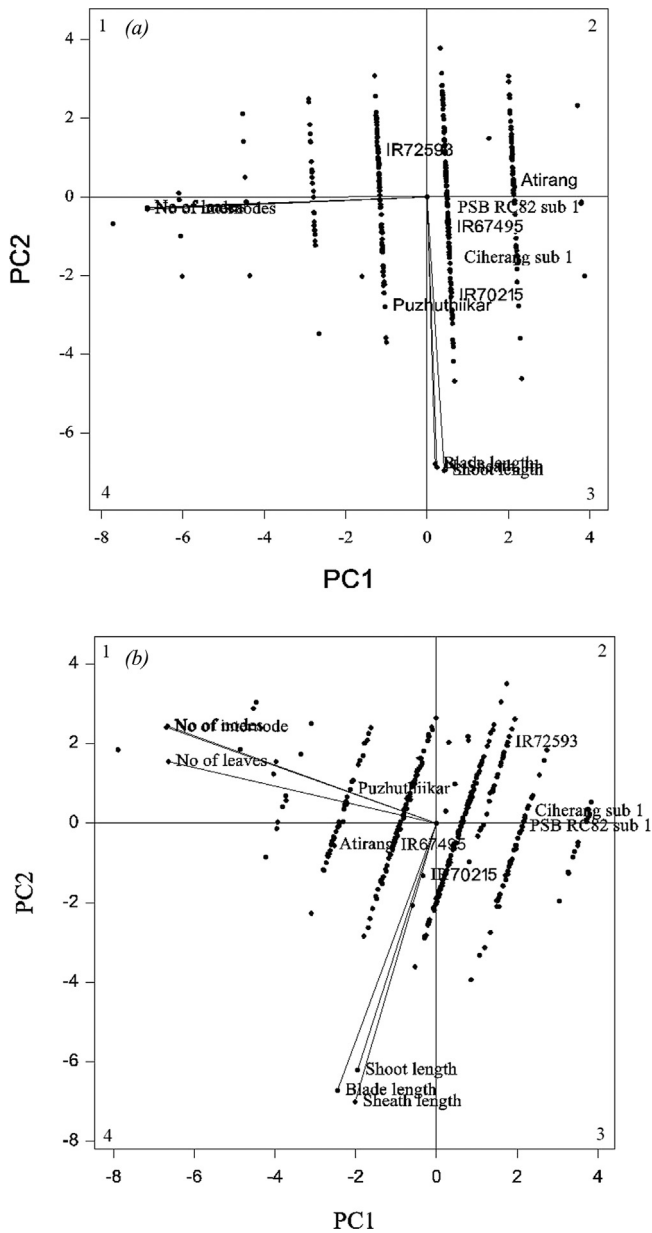 1 (a) 2
4
2
0
-2
-4
-6
IR72593
Atirang
PSB RC82 sub 1
IR67495
Ciherang sub 1
IR70215
Puzhuthiikar
No of
Blade length
Shoot length
4 3
-8 -6 -4 -2 0 2 4
PC2
PC1
1 (b) 2
4
2
0
-2
-4
-6
-8
No of
No of leaves
IR72593
Puzhuthiikar
Ciherang sub 1
PSB RC82 sub 1
Atirang IR67495
IR70215
Shoot length
Blade length
Sheath length
4 3
-8 -6 -4 -2 0 2 4
PC2
PC1